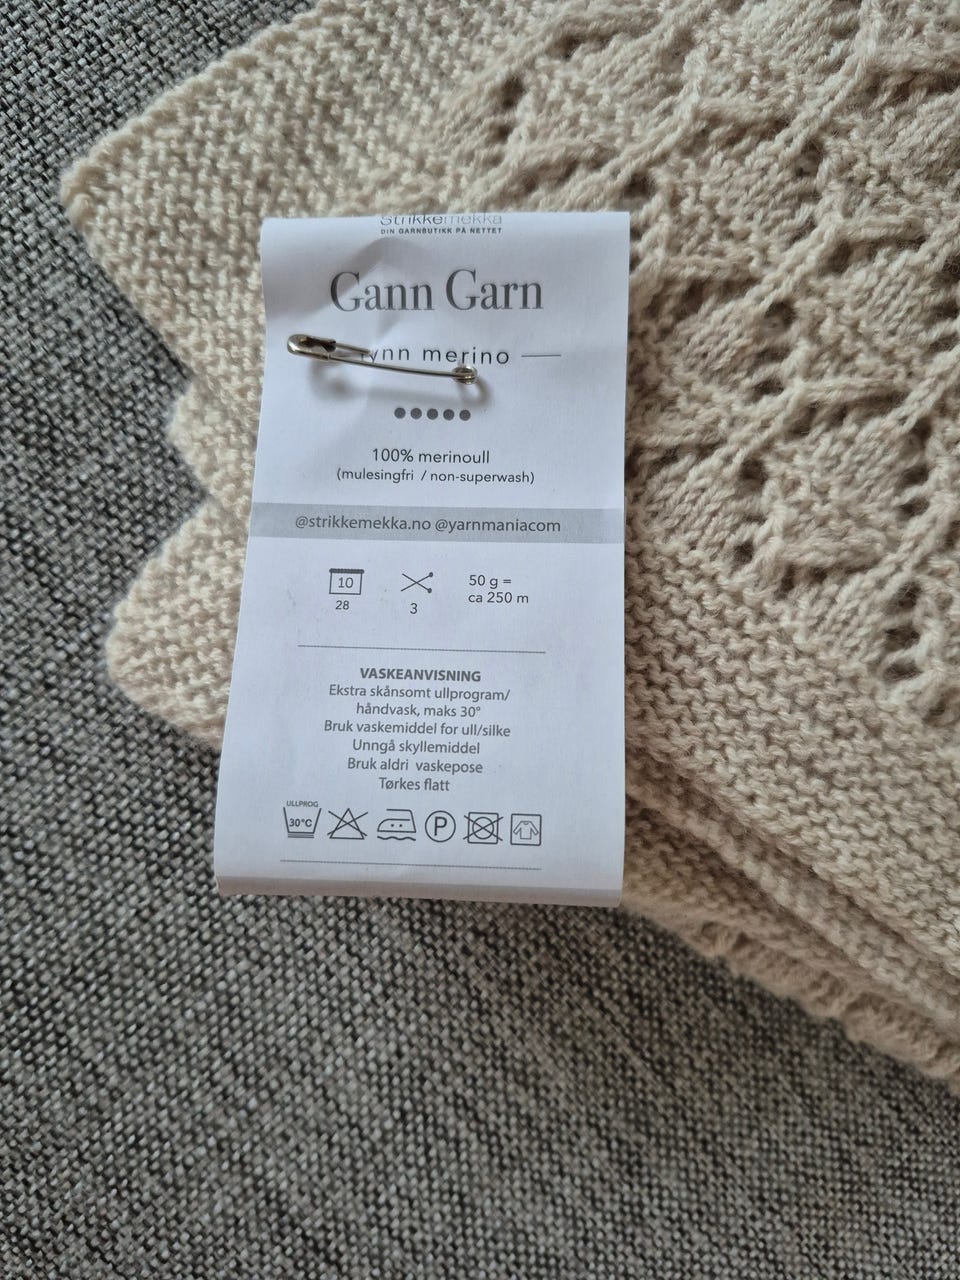 Strikkemekka
DIN GARNBUTIKK PÅ NETTET
Gann Garn
merino
100% merinoull
(mulesingfri / non-superwash)
@strikkemekka.no @yarnmaniacom
10
28
3
50 g =
ca 250 m
VASKEANVISNING
Ekstra skånsomt ullprogram/
håndvask, maks 30°
Bruk vaskemiddel for ull/silke
Unngå skyllemiddel
Bruk aldri vaskepose
Tørkes flatt
ULLPROG
30°C
P